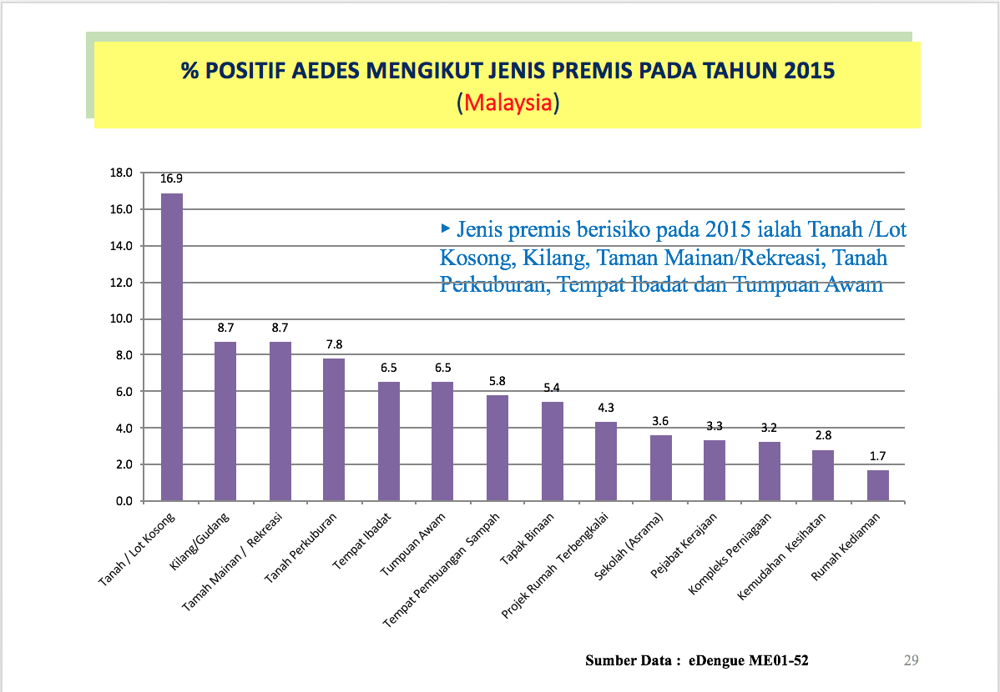 % POSITIF AEDES MENGIKUT JENIS PREMIS PADA TAHUN 2015
(Malaysia)
18.0
16.0
14.0
12.0
10.0
8.0
6.0
4.0
2.0
0.0
16.9
8.7
8.7
7.8
6.5
6.5
5.8
5.4
4.3
3.6
3.3
3.2
2.8
1.7
► Jenis premis berisiko pada 2015 ialah Tanah /Lot
Kosong, Kilang, Taman Mainan/Rekreasi, Tanah
Perkuburan, Tempat Ibadat dan Tumpuan Awam
Tanah / Lot Kosong
Kilang/Gudang
Tamah Mainan / Rekreasi
Tanah Perkuburan
Tempat Ibadat
Tumpuan Awam
Tempat Pembuangan Sampah
Tapak Binaan
Projek Rumah Terbengkalai
Sekolah (Asrama)
Pejabat Kerajaan
Kompleks Perniagaan
Kemudahan Kesihatan
Rumah Kediaman
Sumber Data : eDengue ME01-52
29